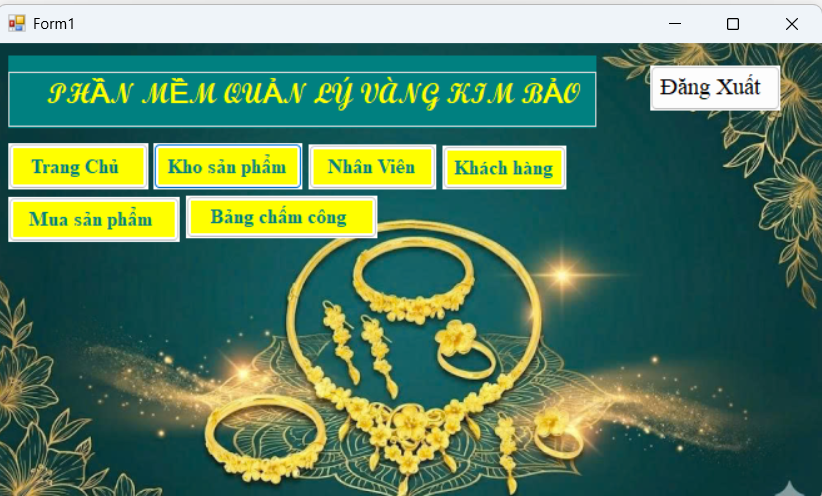 Form1
PHẦN MỀM QUẢN LÝ VÀNG KIM BẢO
Đăng Xuất
Trang Chủ
Kho sản phẩm
Nhân Viên
Khách hàng
Mua sản phẩm
Bảng chấm công